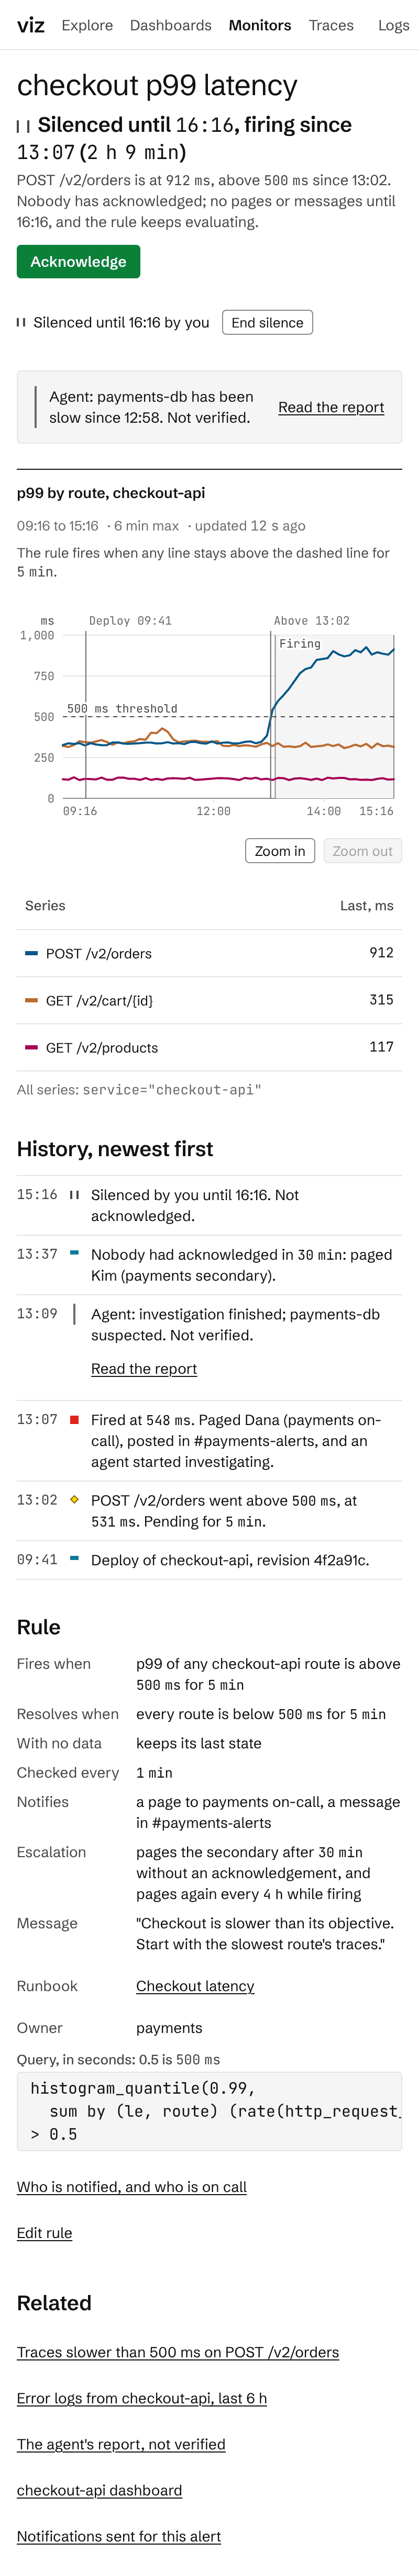 viz Explore Dashboards Monitors Traces Logs
checkout p99 latency
Silenced until 16:16, firing since
13:07 (2 h 9 min)
POST /v2/orders is at 912 ms, above 500 ms since 13:02.
Nobody has acknowledged; no pages or messages until
16:16, and the rule keeps evaluating.
Acknowledge
Silenced until 16:16 by you End silence
Agent: payments-db has been
slow since 12:58. Not verified.
Read the report
p99 by route, checkout-api
09:16 to 15:16 · 6 min max · updated 12 s ago
The rule fires when any line stays above the dashed line for
5 min.
ms Deploy 09:41 Above 13:02
1,000
Firing
750
500 ms threshold
500
250
0
09:16 12:00 14:00 15:16
Zoom in Zoom out
Series Last, ms
POST /v2/orders 912
GET /v2/cart/{id} 315
GET /v2/products 117
All series: service="checkout-api"
History, newest first
15:16 Silenced by you until 16:16. Not
acknowledged.
13:37 Nobody had acknowledged in 30 min: paged
Kim (payments secondary).
13:09 Agent: investigation finished; payments-db
suspected. Not verified.
Read the report
13:07 Fired at 548 ms. Paged Dana (payments on-
call), posted in #payments-alerts, and an
agent started investigating.
13:02 POST /v2/orders went above 500 ms, at
531 ms. Pending for 5 min.
09:41 Deploy of checkout-api, revision 4f2a91c.
Rule
Fires when p99 of any checkout-api route is above
500 ms for 5 min
Resolves when every route is below 500 ms for 5 min
With no data keeps its last state
Checked every 1 min
Notifies a page to payments on-call, a message
in #payments-alerts
Escalation pages the secondary after 30 min
without an acknowledgement, and
pages again every 4 h while firing
Message "Checkout is slower than its objective.
Start with the slowest route's traces."
Runbook Checkout latency
Owner payments
Query, in seconds: 0.5 is 500 ms
histogram_quantile(0.99,
sum by (le, route) (rate(http_request_
> 0.5
Who is notified, and who is on call
Edit rule
Related
Traces slower than 500 ms on POST /v2/orders
Error logs from checkout-api, last 6 h
The agent's report, not verified
checkout-api dashboard
Notifications sent for this alert